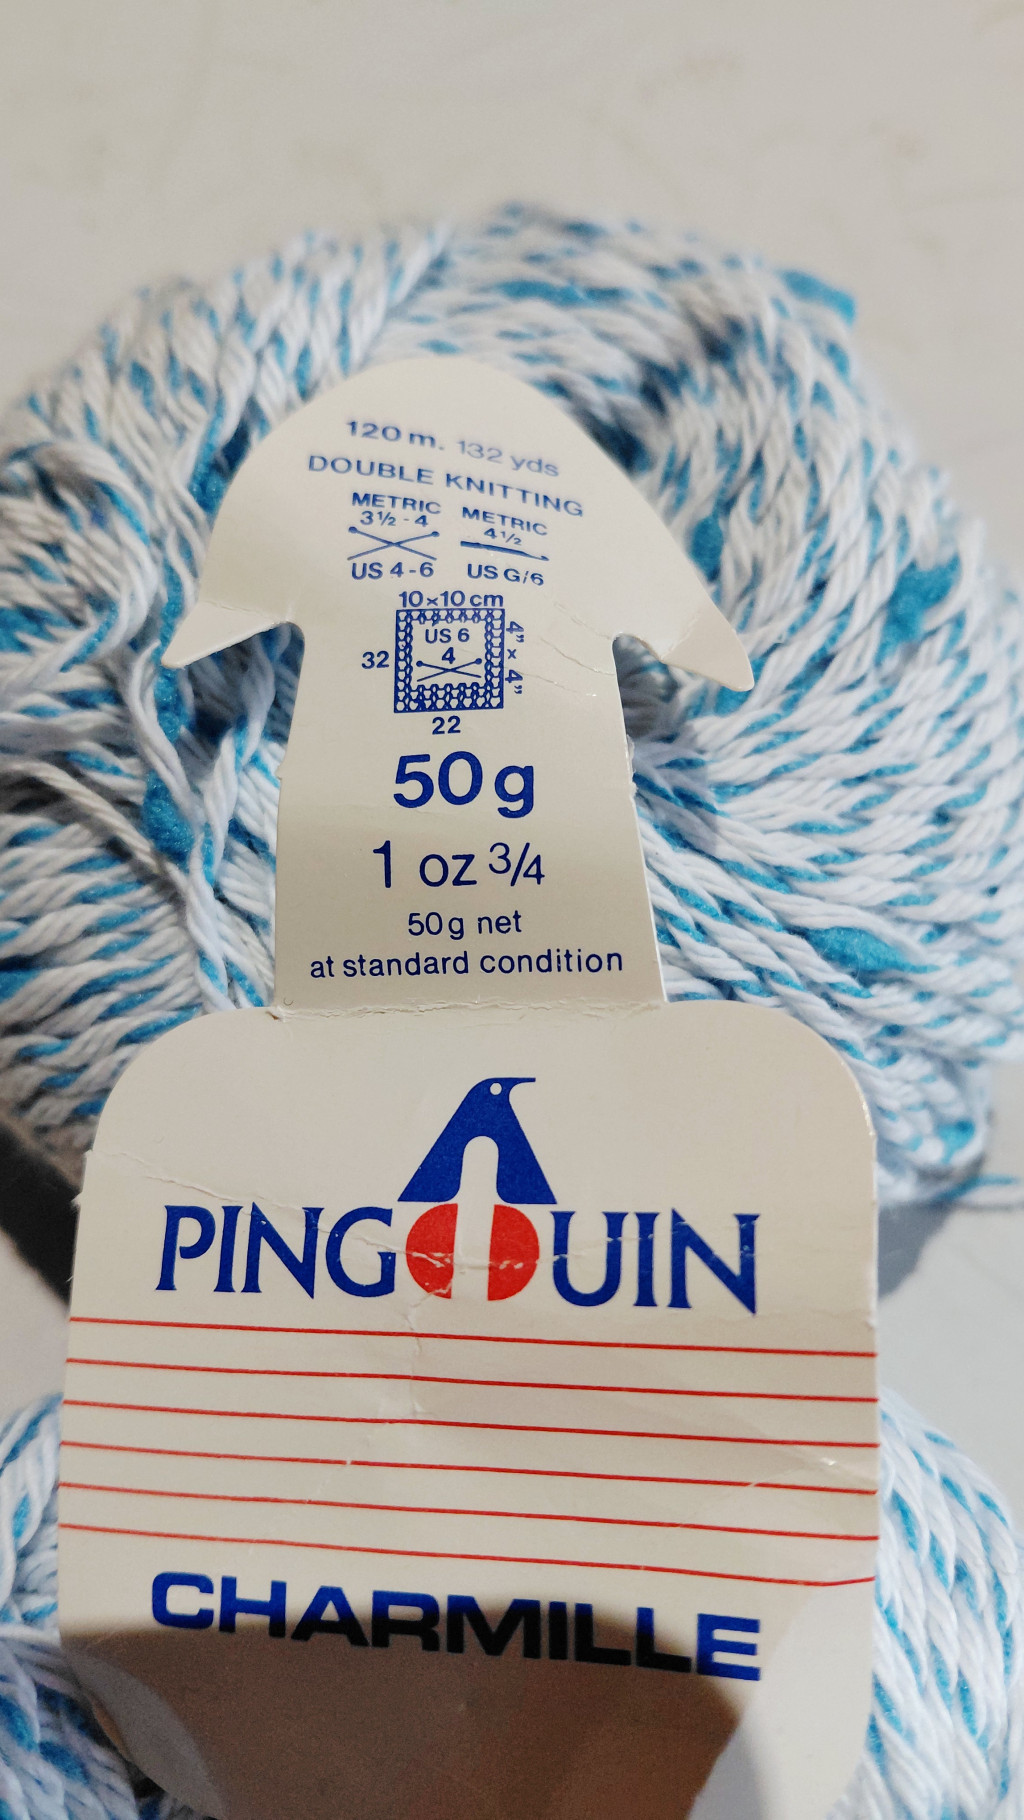 120 m. 132 yds
DOUBLE KNITTING
METRIC METRIC
3½ - 4 4½
US 4-6 US G/6
10×10 cm
US 6
4
32
4" x 4"
22
50g
1 oz 3/4
50g net
at standard condition
PINGOUIN
CHARMILLE